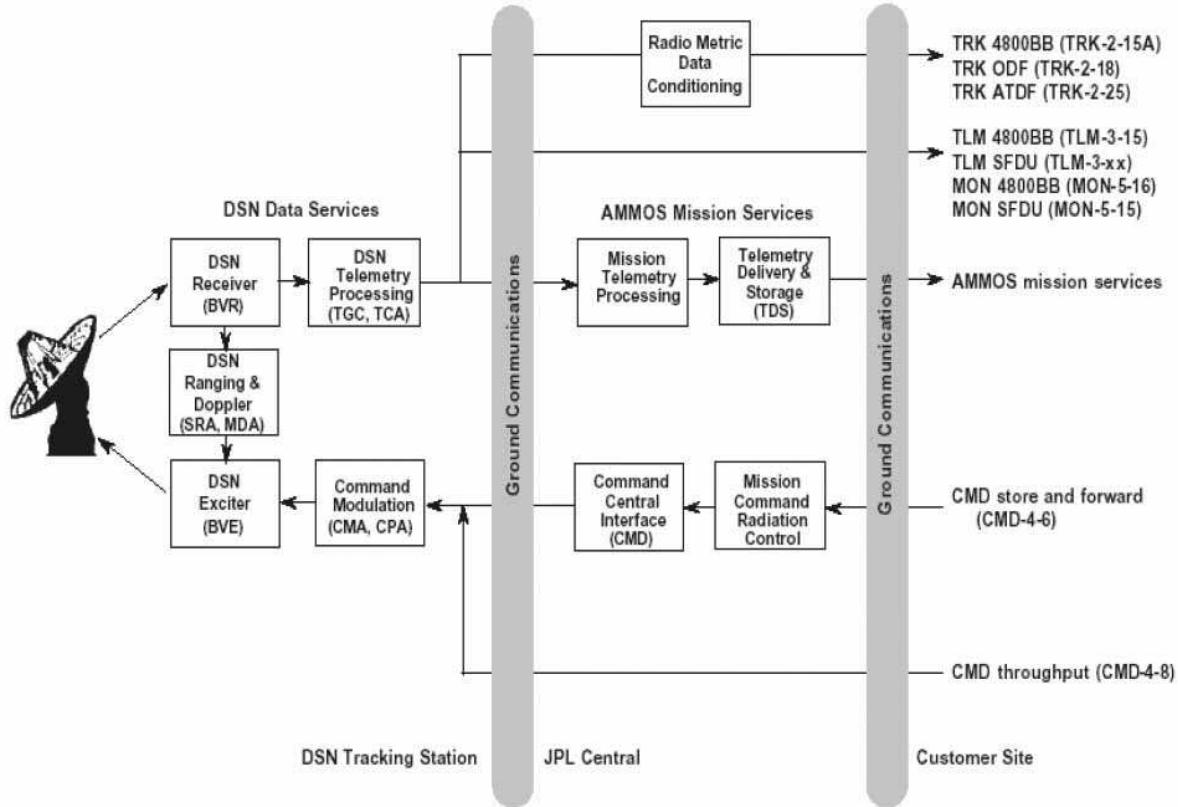 Radio Metric
Data
Conditioning
TRK 4800BB (TRK-2-15A)
TRK ODF (TRK-2-18)
TRK ATDF (TRK-2-25)
TLM 4800BB (TLM-3-15)
TLM SFDU (TLM-3-xx)
MON 4800BB (MON-5-16)
MON SFDU (MON-5-15)
DSN Data Services
AMMOS Mission Services
DSN
Receiver
(BVR)
DSN
Telemetry
Processing
(TGC, TCA)
Mission
Telemetry
Processing
Telemetry
Delivery &
Storage
(TDS)
AMMOS mission services
DSN
Ranging &
Doppler
(SRA, MDA)
Ground Communications
Ground Communications
DSN
Exciter
(BVE)
Command
Modulation
(CMA, CPA)
Command
Central
Interface
(CMD)
Mission
Command
Radiation
Control
CMD store and forward
(CMD-4-6)
CMD throughput (CMD-4-8)
DSN Tracking Station
JPL Central
Customer Site